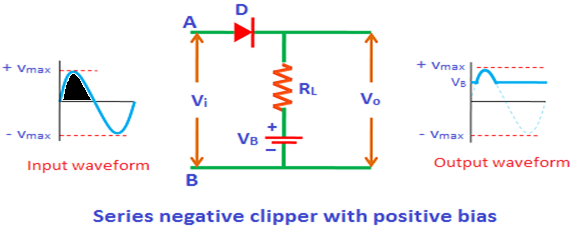 D
A
+ vmax
- vmax
Input waveform
Vi
RL
VB
+
−
Vo
B
+ vmax
VB
- vmax
Output waveform
Series negative clipper with positive bias